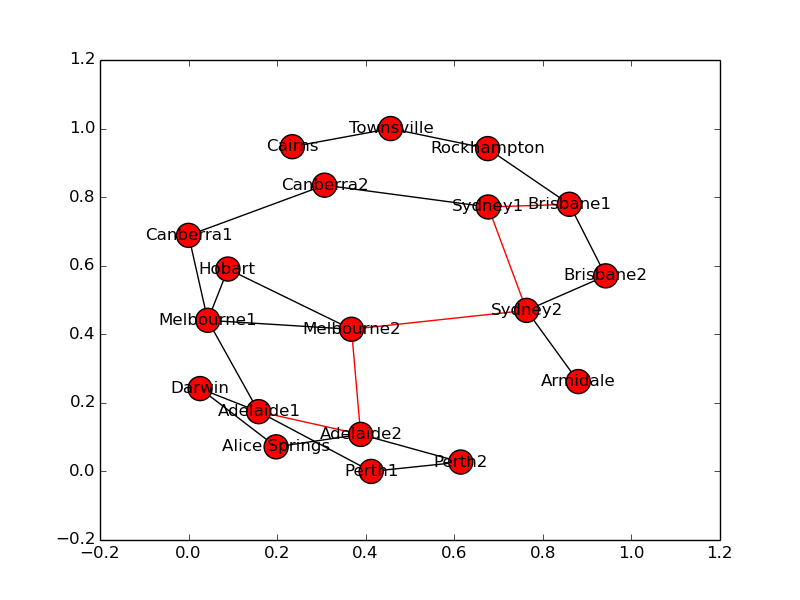 1.2
1.0
0.8
0.6
0.4
0.2
0.0
−0.2
Townsville
Cairns
Rockhampton
Canberra2
Sydney1
Brisbane1
Canberra1
Hobart
Brisbane2
Melbourne1
Melbourne2
Sydney2
Darwin
Armidale
Adelaide1
Adelaide2
Alice Springs
Perth1
Perth2
−0.2
0.0
0.2
0.4
0.6
0.8
1.0
1.2